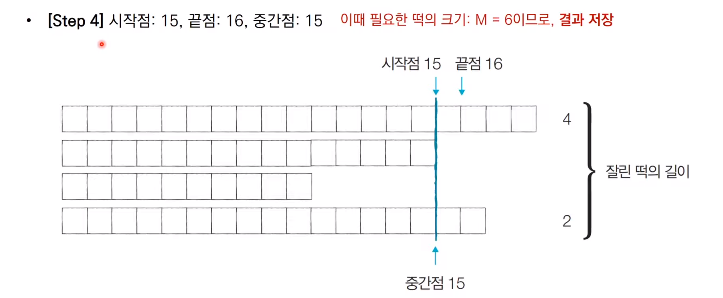 • [Step 4] 시작점: 15, 끝점: 16, 중간점: 15 이때 필요한 떡의 크기: M = 6이므로, 결과 저장
시작점 15 끝점 16
4
잘린 떡의 길이
2
중간점 15